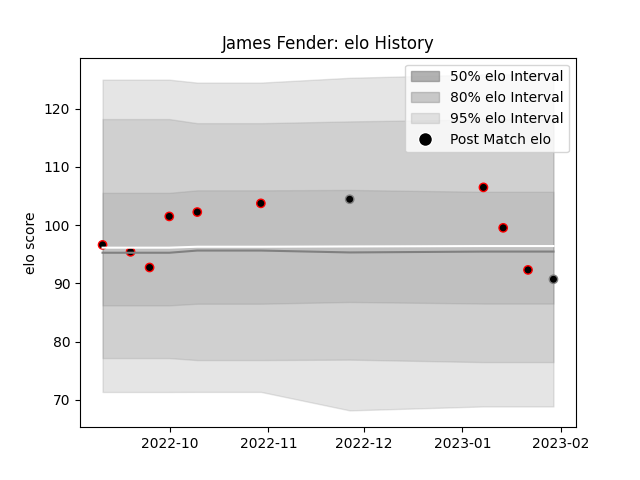 James Fender: elo History
50% elo Interval
80% elo Interval
95% elo Interval
Post Match elo
elo score
120
110
100
90
80
70
2022-10
2022-11
2022-12
2023-01
2023-02